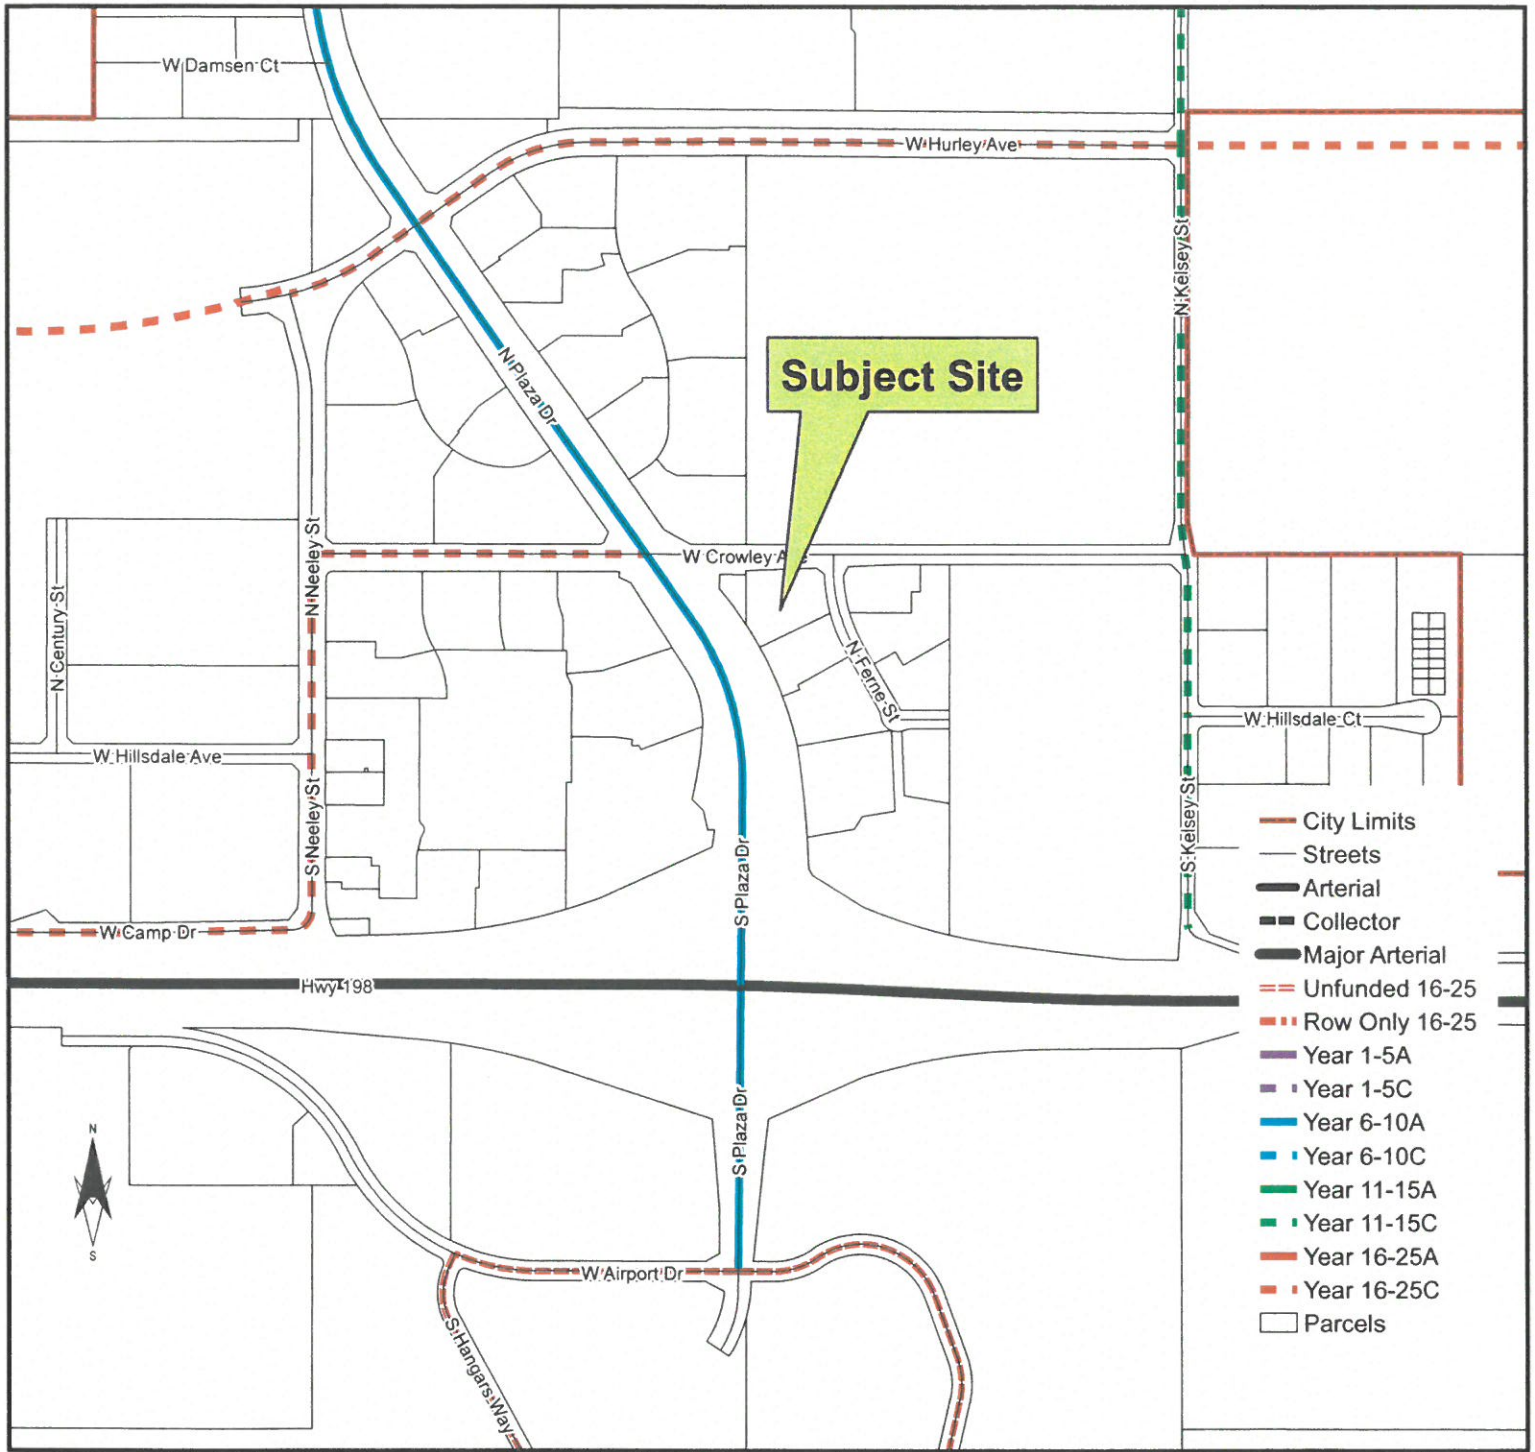 W Damsen Ct
W Hurley Ave
N Kelsey St
N Plaza Dr
Subject Site
W Crowley Ave
N Neeley St
N Century St
N Ferne St
W Hillsdale Ct
W Hillsdale Ave
S Neeley St
S Plaza Dr
S Kelsey St
W Camp Dr
Hwy 198
S Plaza Dr
W Airport Dr
S Hangars Way
N
S
City Limits
Streets
Arterial
Collector
Major Arterial
Unfunded 16-25
Row Only 16-25
Year 1-5A
Year 1-5C
Year 6-10A
Year 6-10C
Year 11-15A
Year 11-15C
Year 16-25A
Year 16-25C
Parcels